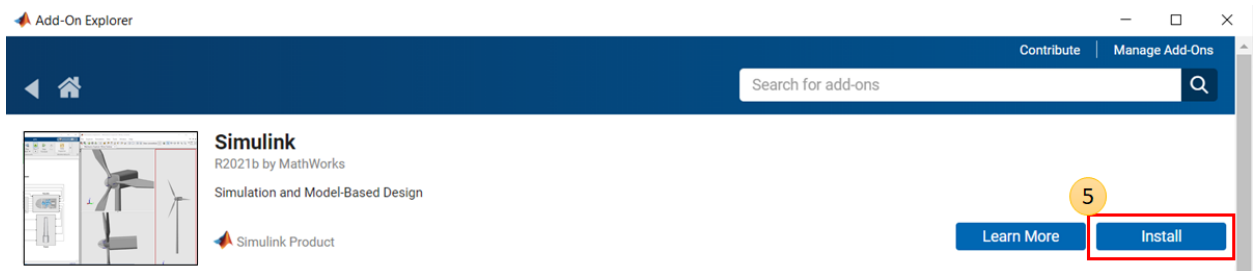 Add-On Explorer
Contribute
Manage Add-Ons
Search for add-ons
Simulink
R2021b by MathWorks
Simulation and Model-Based Design
Simulink Product
5
Learn More
Install